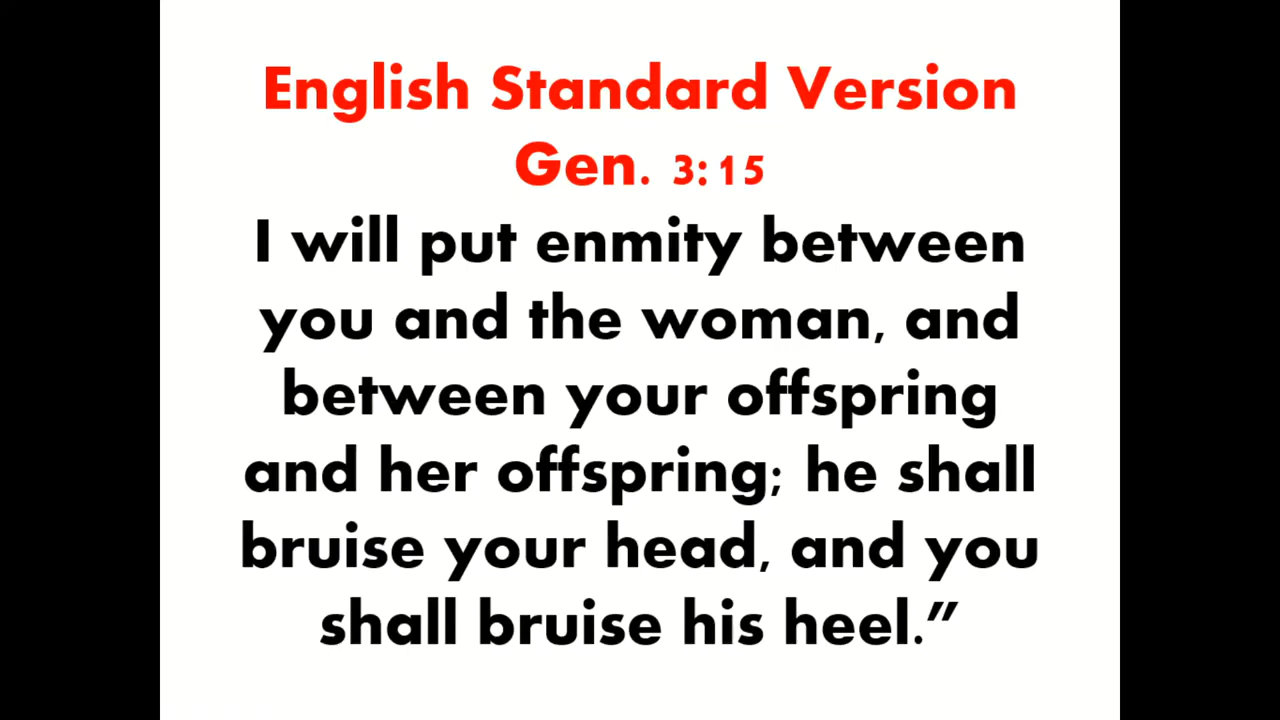 English Standard Version
Gen. 3:15
I will put enmity between
you and the woman, and
between your offspring
and her offspring; he shall
bruise your head, and you
shall bruise his heel.”